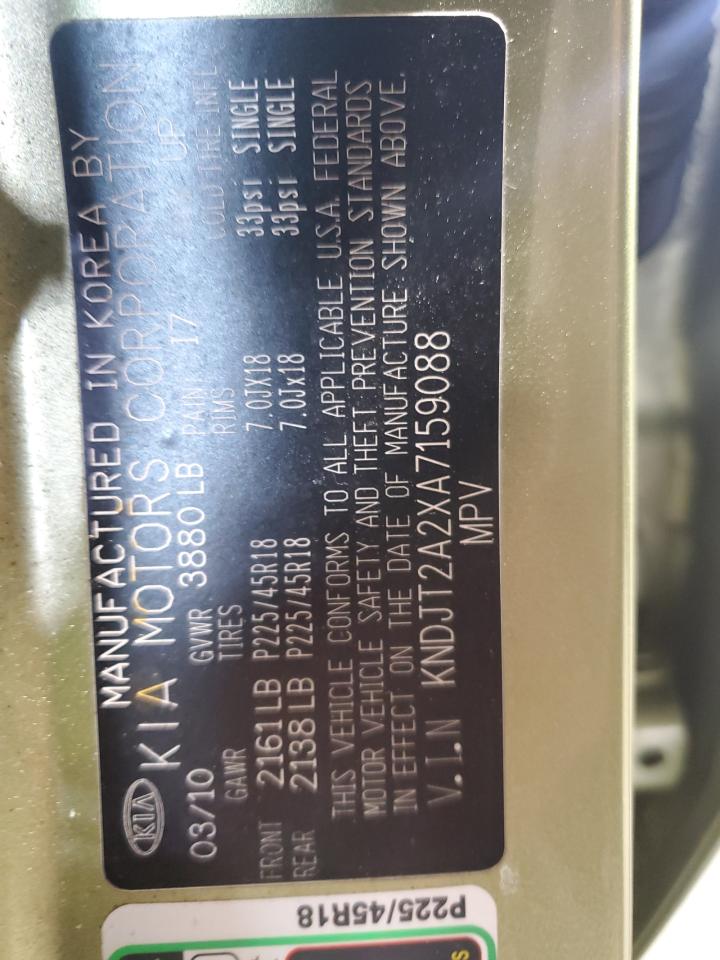 MANUFACTURED IN KOREA BY
KIA KIA MOTORS CORPORATION
03/10 GVWR 3880 LB PAINT 17 UP
GAWR TIRES RIMS COLD TIRE INFL
FRONT 2161 LB P225/45R18 7.0JX18 33psi SINGLE
REAR 2138 LB P225/45R18 7.0Jx18 33psi SINGLE
THIS VEHICLE CONFORMS TO ALL APPLICABLE U.S.A. FEDERAL
MOTOR VEHICLE SAFETY AND THEFT PREVENTION STANDARDS
IN EFFECT ON THE DATE OF MANUFACTURE SHOWN ABOVE.
V.I.N KNDJT2A2XA7159088
MPV
P225/45R18